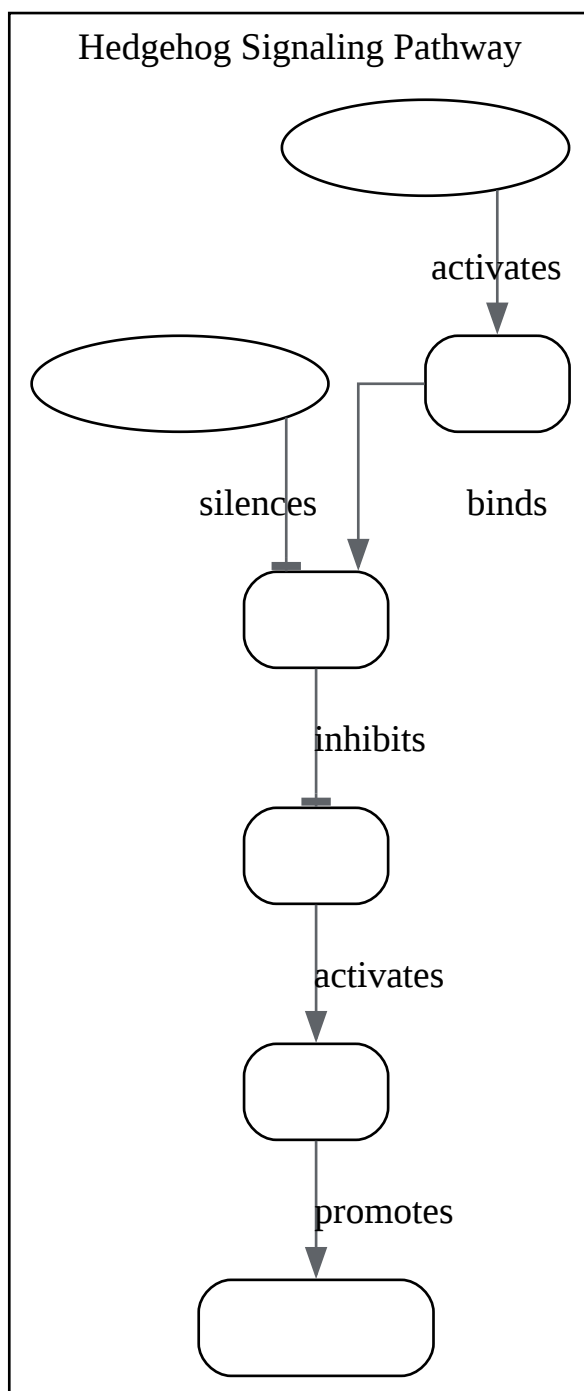 Hedgehog Signaling Pathway
activates
silences
binds
inhibits
activates
promotes